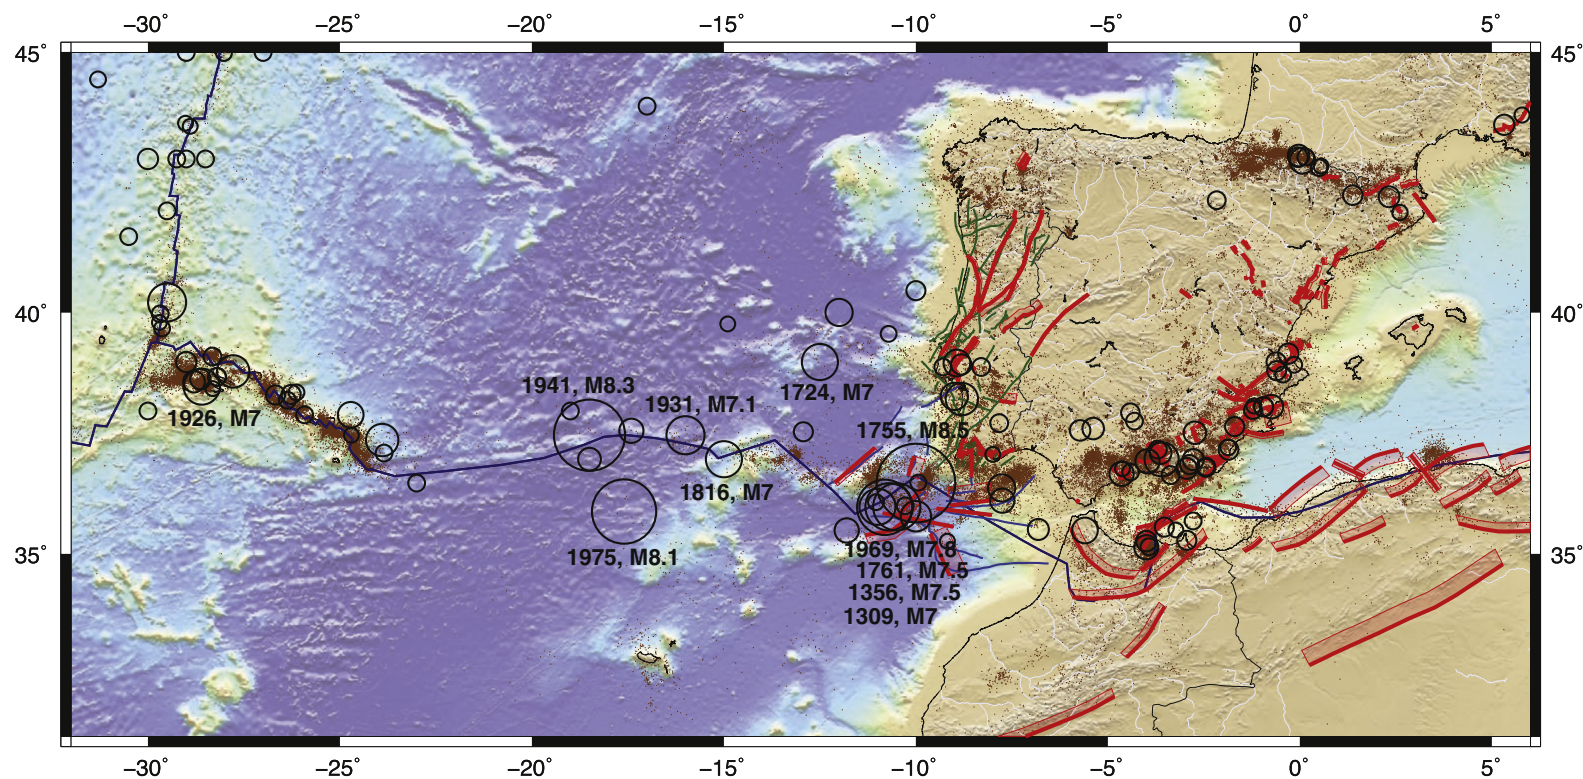 −30° −25° −20° −15° −10° −5° 0° 5°
45° 45°
40° 40°
1941, M8.3
1724, M7
1931, M7.1
1926, M7
1755, M8.5
1816, M7
35° 35°
1969, M7.8
1975, M8.1
1761, M7.5
1356, M7.5
1309, M7
−30° −25° −20° −15° −10° −5° 0° 5°